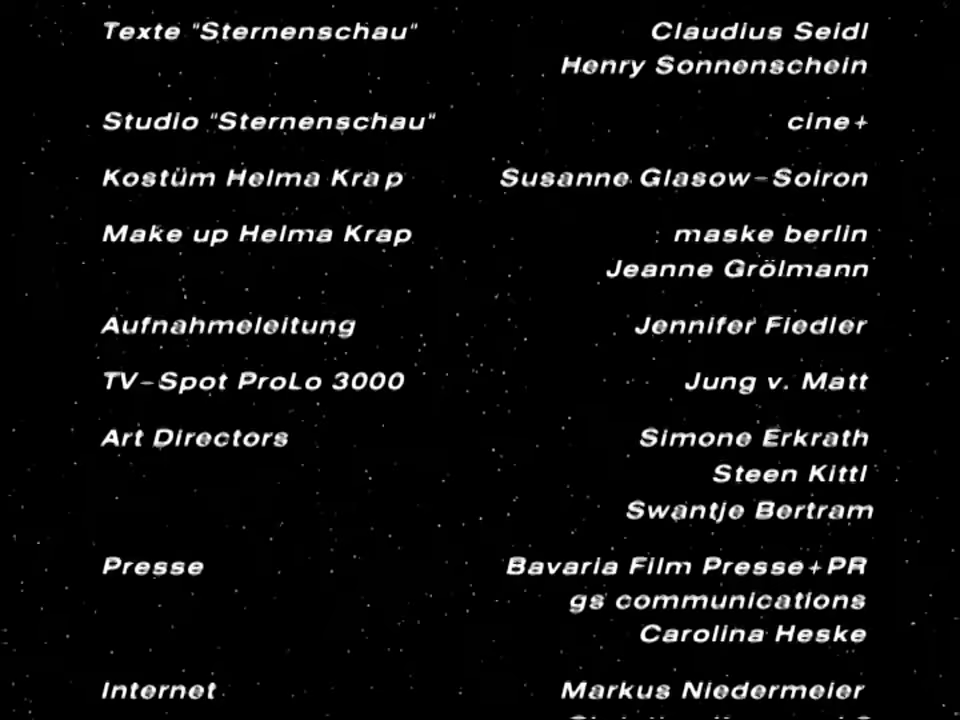 Texte "Sternenschau" Claudius Seidl
Henry Sonnenschein
Studio "Sternenschau" cine+
Kostüm Helma Krap Susanne Glasow-Soiron
Make up Helma Krap maske berlin
Jeanne Grölmann
Aufnahmeleitung Jennifer Fiedler
TV-Spot ProLo 3000 Jung v. Matt
Art Directors Simone Erkrath
Steen Kittl
Swantje Bertram
Presse Bavaria Film Presse+PR
gs communications
Carolina Heske
Internet Markus Niedermeier